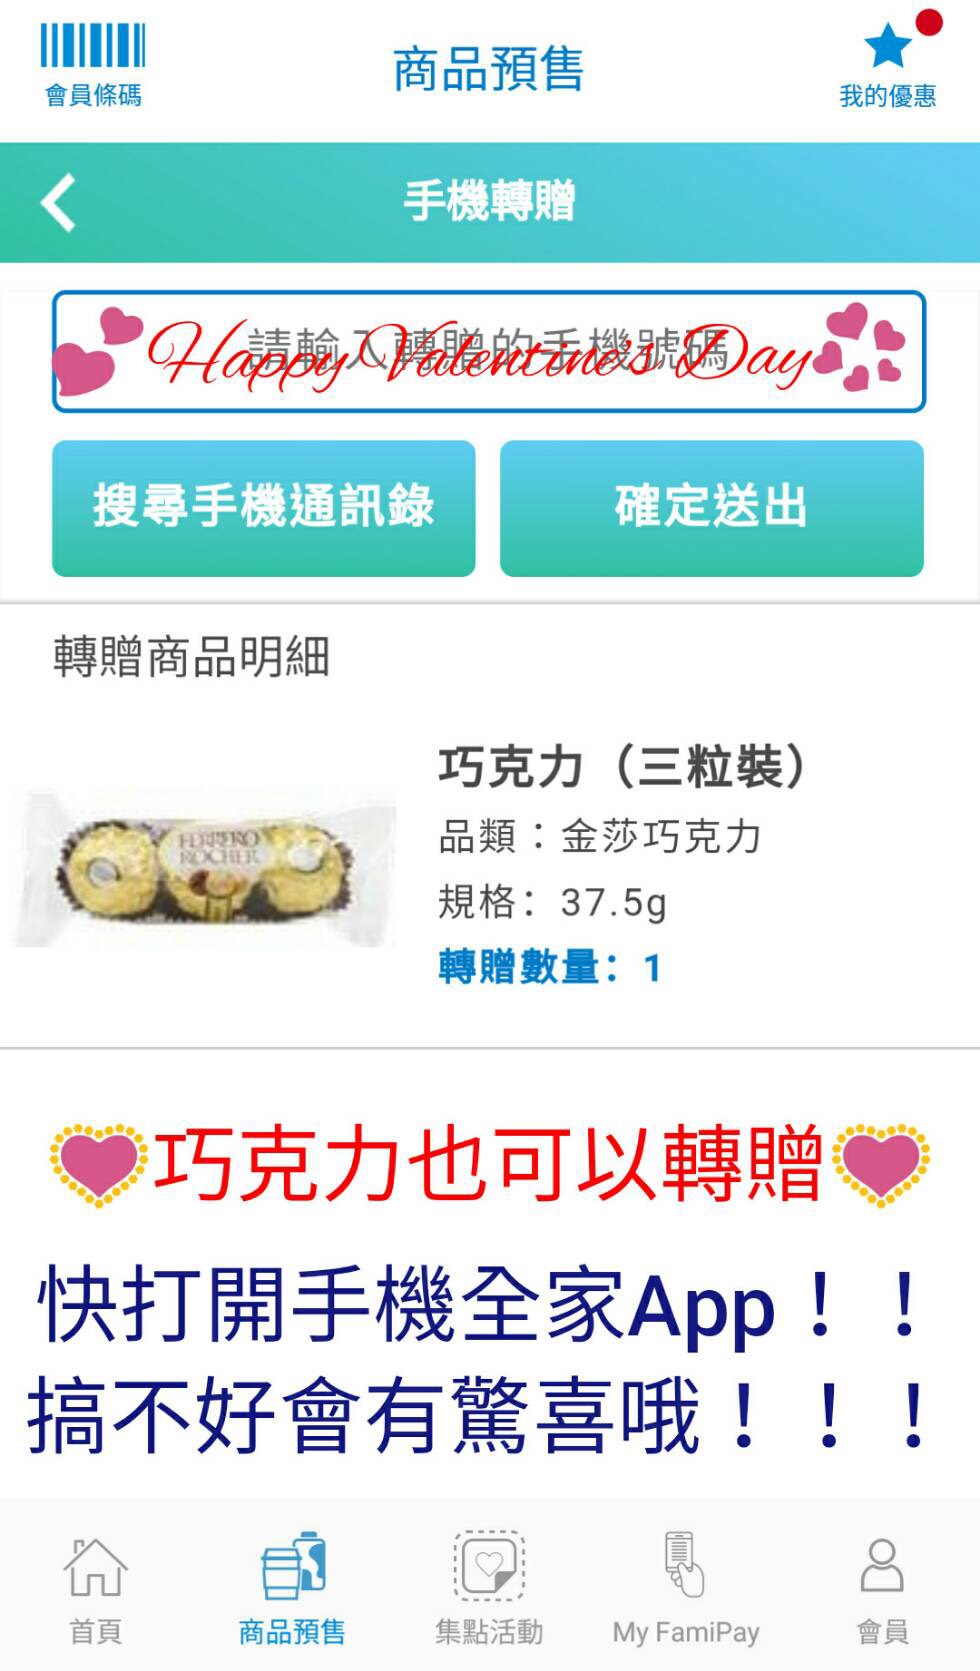 會員條碼
商品預售
我的優惠
手機轉贈
請輸入轉贈的手機號碼
Happy Valentine's Day
搜尋手機通訊錄
確定送出
轉贈商品明細
FERRERO
ROCHER
巧克力（三粒裝）
品類：金莎巧克力
規格：37.5g
轉贈數量：1
巧克力也可以轉贈
快打開手機全家App！！
搞不好會有驚喜哦！！！
首頁
商品預售
集點活動
My FamiPay
會員